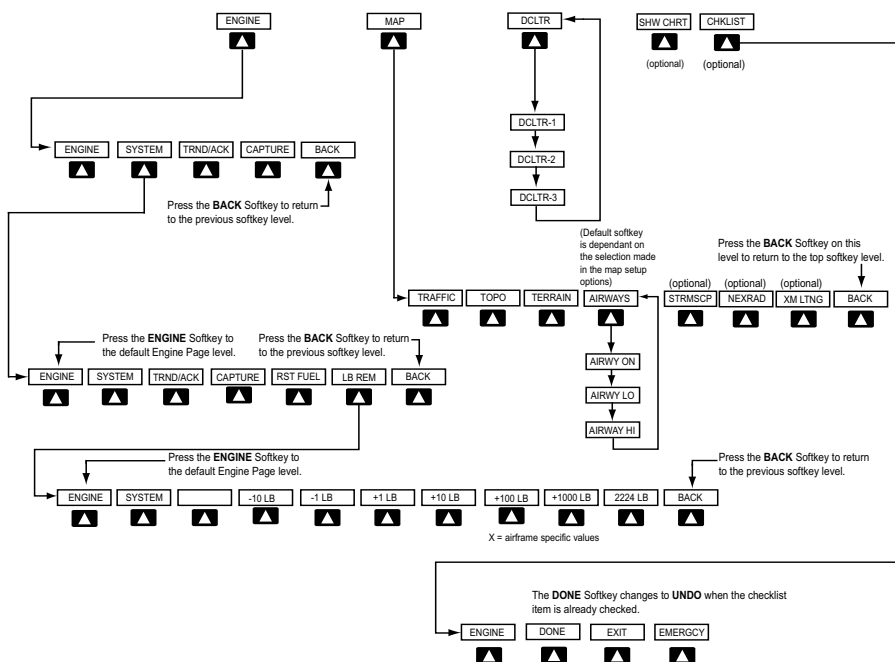 ENGINE
MAP
DCLTR
SHW CHRT
CHKLIST
(optional)
(optional)
DCLTR-1
DCLTR-2
DCLTR-3
ENGINE
SYSTEM
TRND/ACK
CAPTURE
BACK
Press the BACK Softkey to return
to the previous softkey level.
(Default softkey
is dependant on
the selection made
in the map setup
options)
Press the BACK Softkey on this
level to return to the top softkey level.
(optional)
(optional)
(optional)
TRAFFIC
TOPO
TERRAIN
AIRWAYS
STRMSCP
NEXRAD
XM LTNG
BACK
AIRWY ON
AIRWY LO
AIRWAY HI
Press the ENGINE Softkey to
the default Engine Page level.
Press the BACK Softkey to return
to the previous softkey level.
ENGINE
SYSTEM
TRND/ACK
CAPTURE
RST FUEL
LB REM
BACK
Press the ENGINE Softkey to
the default Engine Page level.
Press the BACK Softkey to return
to the previous softkey level.
ENGINE
SYSTEM
-10 LB
-1 LB
+1 LB
+10 LB
+100 LB
+1000 LB
2224 LB
BACK
X = airframe specific values
The DONE Softkey changes to UNDO when the checklist
item is already checked.
ENGINE
DONE
EXIT
EMERGCY